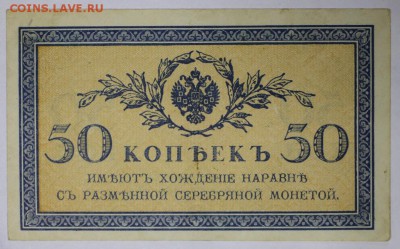 COINS.LAVE.RU
50 КОПѢЕКЪ 50
ИМѢЮТЪ ХОЖДЕНІЕ НАРАВНѢ
СЪ РАЗМѢННОЙ СЕРЕБРЯНОЙ МОНЕТОЙ.